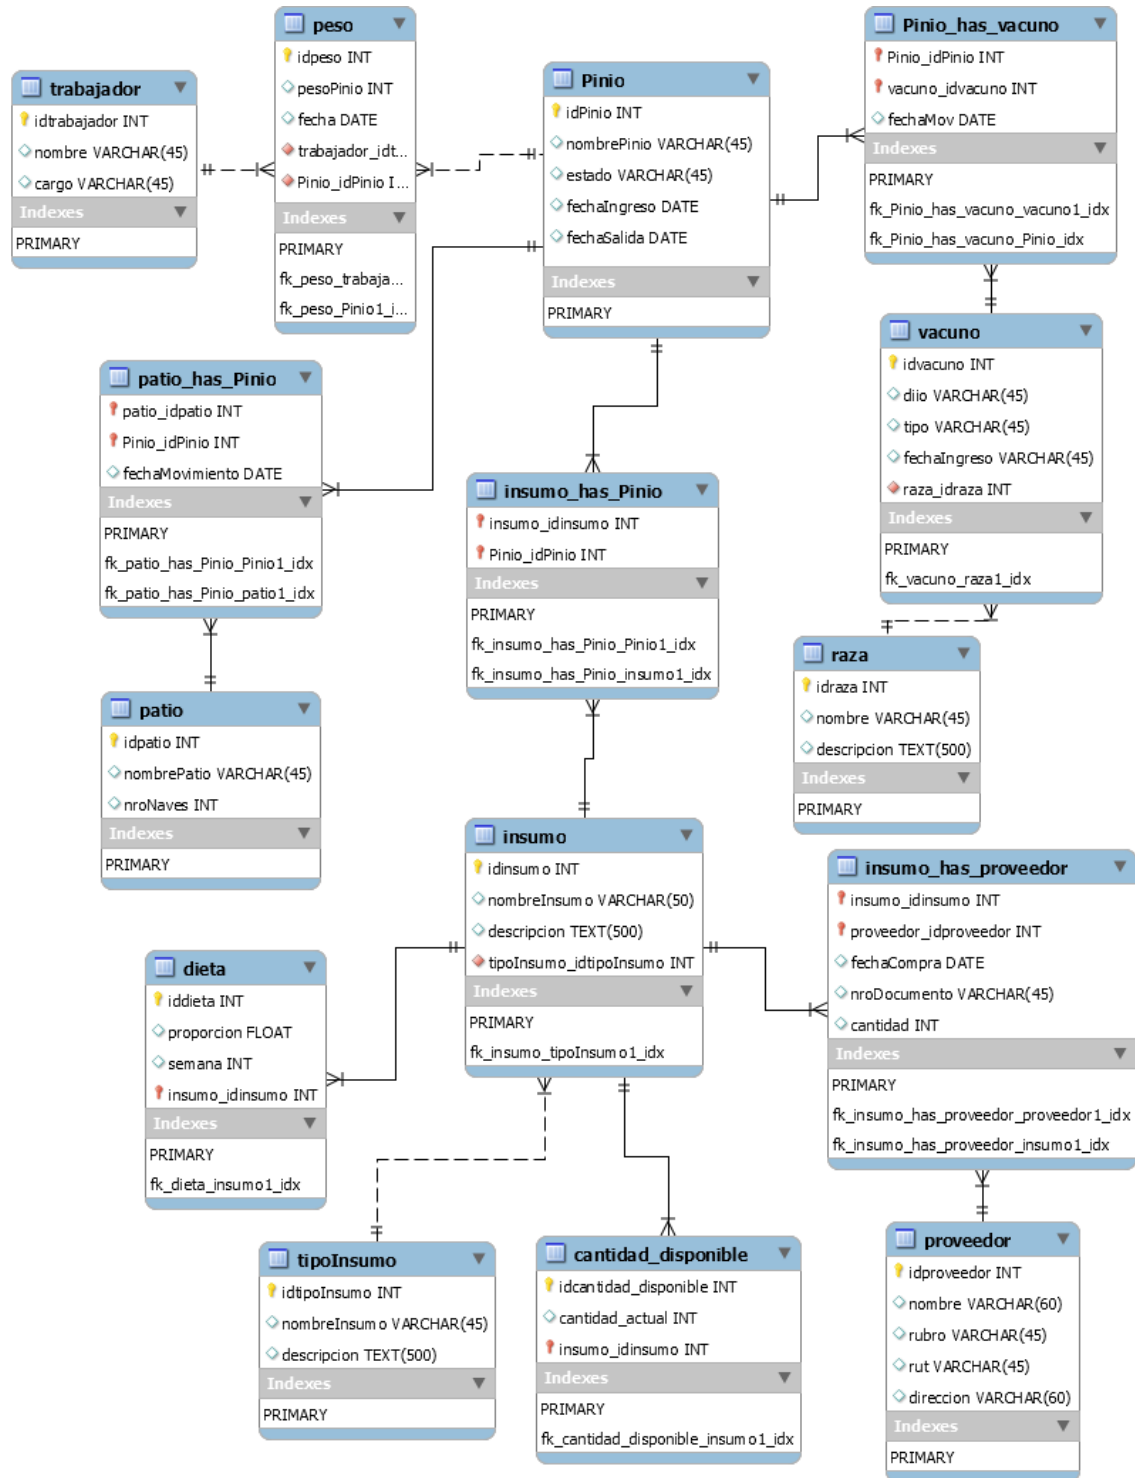 peso
idpeso INT
pesoPinio INT
fecha DATE
trabajador_idt...
Pinio_idPinio I...
Indexes
PRIMARY
fk_peso_trabaja...
fk_peso_Pinio1_i...
Pinio_has_vacuno
Pinio_idPinio INT
vacuno_idvacuno INT
fechaMov DATE
Indexes
PRIMARY
fk_Pinio_has_vacuno_vacuno1_idx
fk_Pinio_has_vacuno_Pinio_idx
trabajador
idtrabajador INT
nombre VARCHAR(45)
cargo VARCHAR(45)
Indexes
PRIMARY
Pinio
idPinio INT
nombrePinio VARCHAR(45)
estado VARCHAR(45)
fechaIngreso DATE
fechaSalida DATE
Indexes
PRIMARY
vacuno
idvacuno INT
diio VARCHAR(45)
tipo VARCHAR(45)
fechaIngreso VARCHAR(45)
raza_idraza INT
Indexes
PRIMARY
fk_vacuno_raza1_idx
patio_has_Pinio
patio_idpatio INT
Pinio_idPinio INT
fechaMovimiento DATE
Indexes
PRIMARY
fk_patio_has_Pinio_Pinio1_idx
fk_patio_has_Pinio_patio1_idx
insumo_has_Pinio
insumo_idinsumo INT
Pinio_idPinio INT
Indexes
PRIMARY
fk_insumo_has_Pinio_Pinio1_idx
fk_insumo_has_Pinio_insumo1_idx
raza
idraza INT
nombre VARCHAR(45)
descripcion TEXT(500)
Indexes
PRIMARY
patio
idpatio INT
nombrePatio VARCHAR(45)
nroNaves INT
Indexes
PRIMARY
insumo
idinsumo INT
nombreInsumo VARCHAR(50)
descripcion TEXT(500)
tipoInsumo_idtipoInsumo INT
Indexes
PRIMARY
fk_insumo_tipoInsumo1_idx
insumo_has_proveedor
insumo_idinsumo INT
proveedor_idproveedor INT
fechaCompra DATE
nroDocumento VARCHAR(45)
cantidad INT
Indexes
PRIMARY
fk_insumo_has_proveedor_proveedor1_idx
fk_insumo_has_proveedor_insumo1_idx
dieta
iddieta INT
proporcion FLOAT
semana INT
insumo_idinsumo INT
Indexes
PRIMARY
fk_dieta_insumo1_idx
tipoInsumo
idtipoInsumo INT
nombreInsumo VARCHAR(45)
descripcion TEXT(500)
Indexes
PRIMARY
cantidad_disponible
idcantidad_disponible INT
cantidad_actual INT
insumo_idinsumo INT
Indexes
PRIMARY
fk_cantidad_disponible_insumo1_idx
proveedor
idproveedor INT
nombre VARCHAR(60)
rubro VARCHAR(45)
rut VARCHAR(45)
direccion VARCHAR(60)
Indexes
PRIMARY